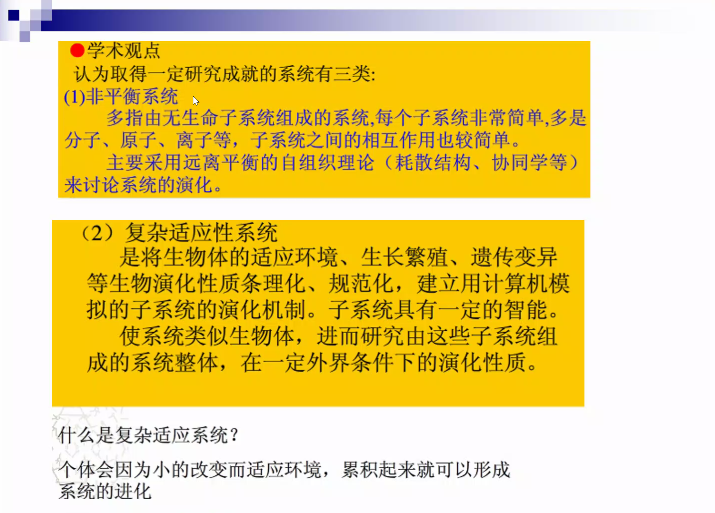 ●学术观点
认为取得一定研究成就的系统有三类:
(1)非平衡系统
多指由无生命子系统组成的系统,每个子系统非常简单,多是
分子、原子、离子等，子系统之间的相互作用也较简单。
主要采用远离平衡的自组织理论（耗散结构、协同学等）
来讨论系统的演化。
（2）复杂适应性系统
是将生物体的适应环境、生长繁殖、遗传变异
等生物演化性质条理化、规范化，建立用计算机模
拟的子系统的演化机制。子系统具有一定的智能。
使系统类似生物体，进而研究由这些子系统组
成的系统整体，在一定外界条件下的演化性质。
什么是复杂适应系统？
个体会因为小的改变而适应环境，累积起来就可以形成
系统的进化